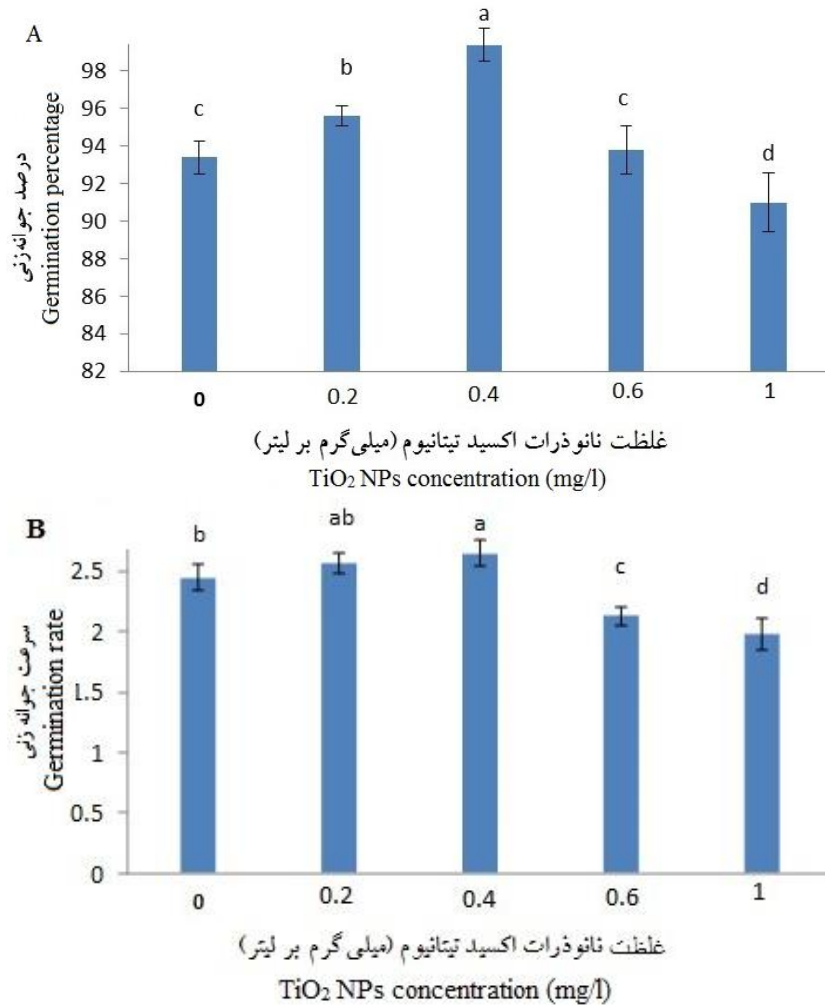 A
a
b
c
c
d
98
96
94
92
90
88
86
84
82
درصد جوانه‌زنی
Germination percentage
0 0.2 0.4 0.6 1
غلظت نانوذرات اکسید تیتانیوم (میلی‌گرم بر لیتر)
TiO₂ NPs concentration (mg/l)
B
b ab a c d
2.5
2
1.5
1
0.5
0
سرعت جوانه زنی
Germination rate
0 0.2 0.4 0.6 1
غلظت نانوذرات اکسید تیتانیوم (میلی‌گرم بر لیتر)
TiO₂ NPs concentration (mg/l)